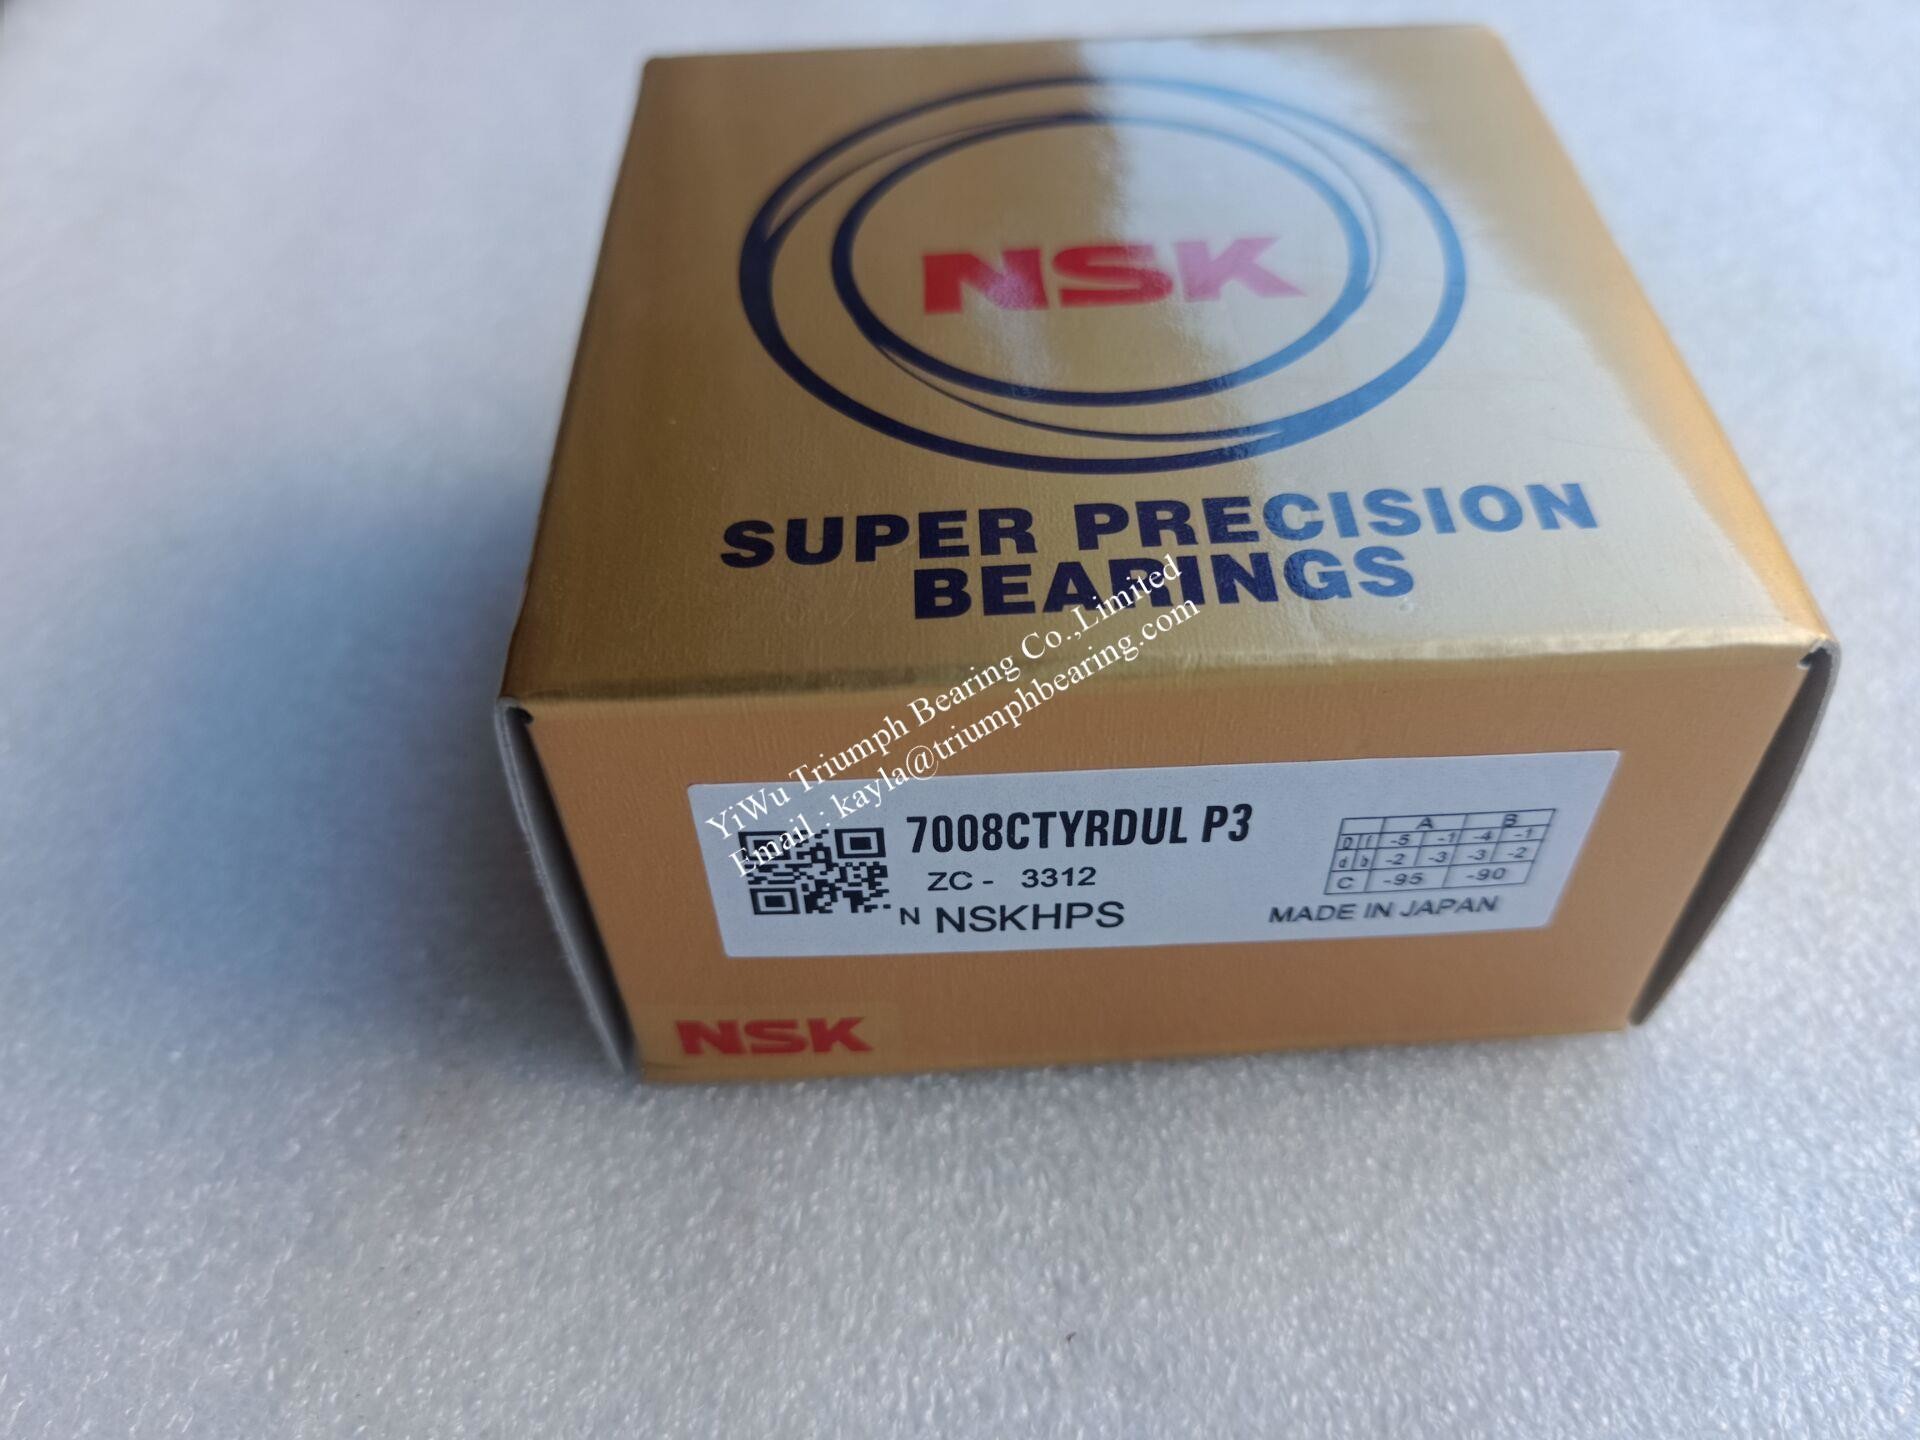 NSK
SUPER PRECISION
BEARINGS
YiWu Triumph Bearing Co.,Limited
Email : kayla@triumphbearing.com
7008CTYRDUL P3
ZC - 3312
N NSKHPS
A B
D f -5 -1 -4 -1
d b -2 -3 -3 -2
C -95 -90
MADE IN JAPAN
NSK